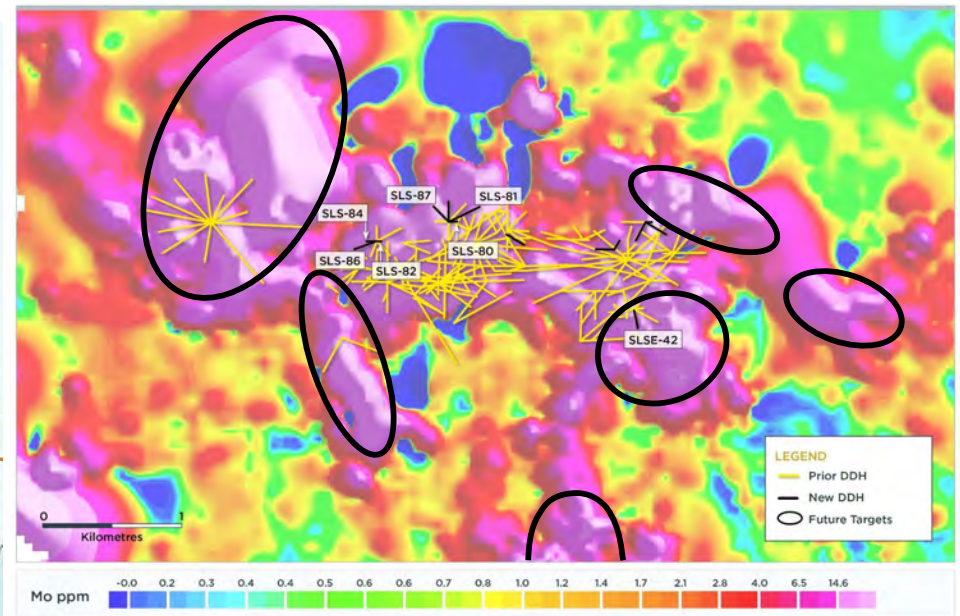 SLS-87
SLS-81
SLS-84
SLS-80
SLS-86
SLS-82
SLSE-42
LEGEND
Prior DDH
New DDH
Future Targets
0 1
Kilometres
Mo ppm
-0.0 0.2 0.3 0.4 0.4 0.5 0.6 0.6 0.7 0.8 1.0 1.2 1.4 1.7 2.1 2.8 4.0 6.5 14.6